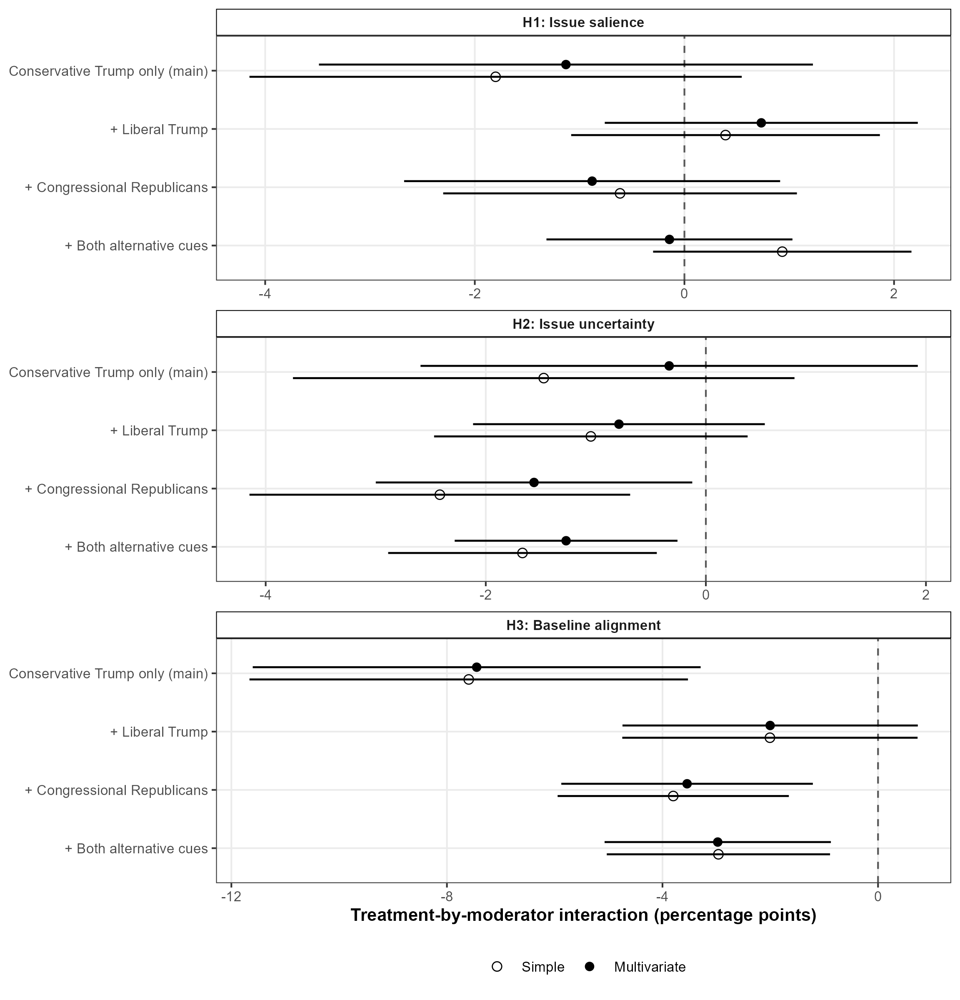 H1: Issue salience
Conservative Trump only (main)
+ Liberal Trump
+ Congressional Republicans
+ Both alternative cues
-4 -2 0 2
H2: Issue uncertainty
Conservative Trump only (main)
+ Liberal Trump
+ Congressional Republicans
+ Both alternative cues
-4 -2 0 2
H3: Baseline alignment
Conservative Trump only (main)
+ Liberal Trump
+ Congressional Republicans
+ Both alternative cues
-12 -8 -4 0
Treatment-by-moderator interaction (percentage points)
Simple Multivariate